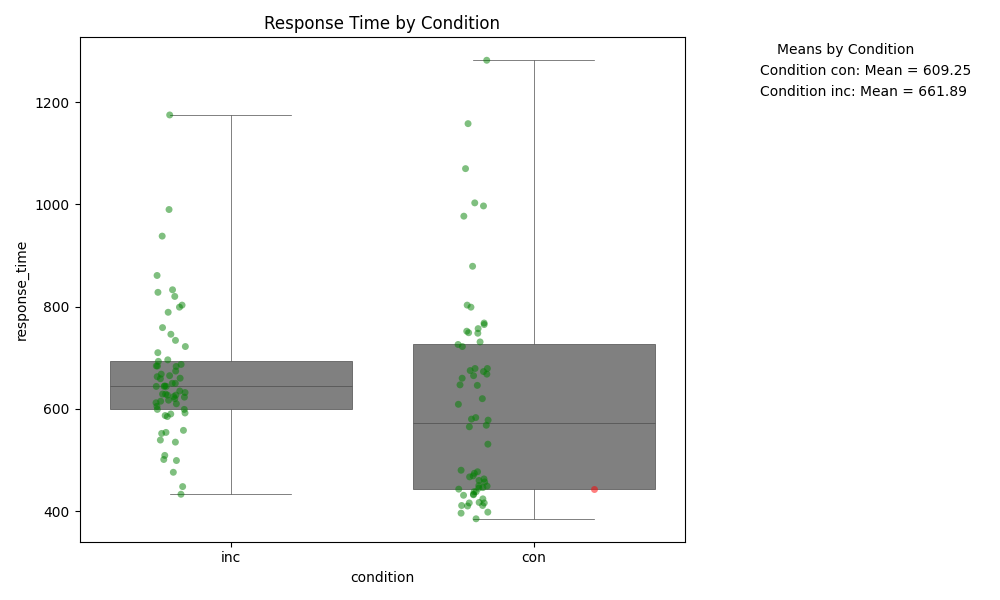 Response Time by Condition
Means by Condition
Condition con: Mean = 609.25
Condition inc: Mean = 661.89
response_time
1200
1000
800
600
400
inc con
condition